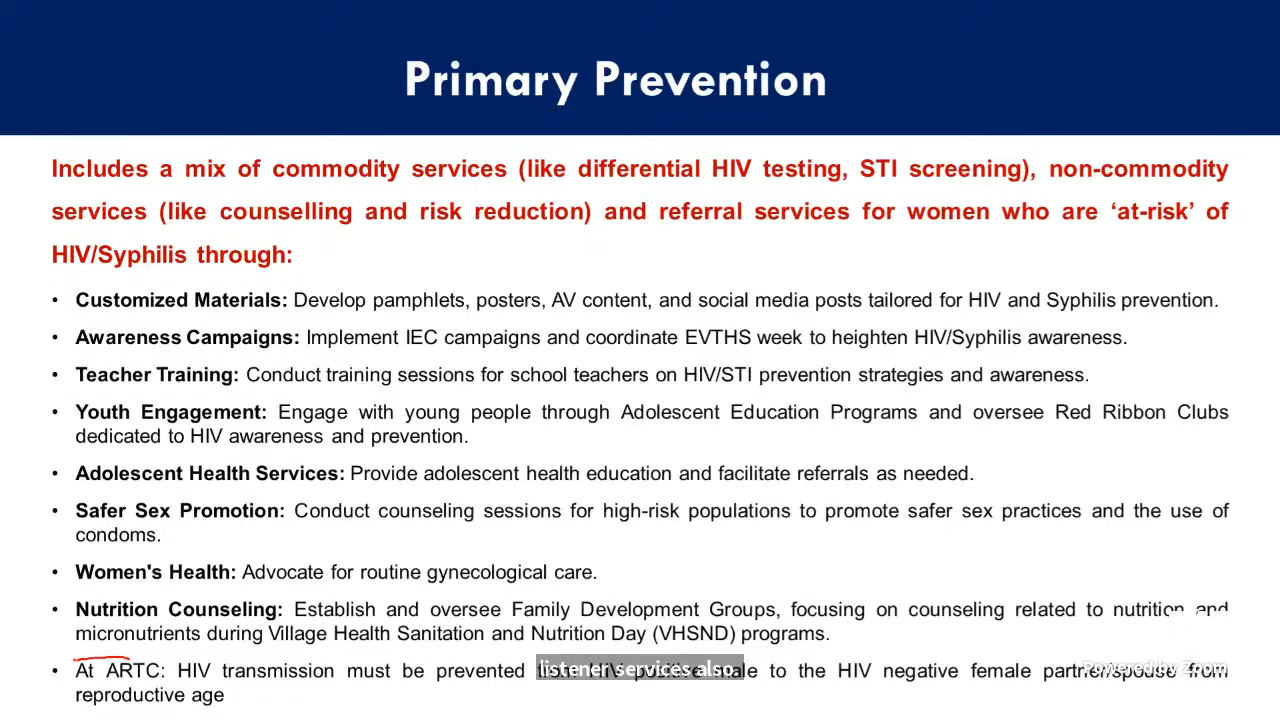 Primary Prevention
Includes a mix of commodity services (like differential HIV testing, STI screening), non-commodity
services (like counselling and risk reduction) and referral services for women who are ‘at-risk’ of
HIV/Syphilis through:
• Customized Materials: Develop pamphlets, posters, AV content, and social media posts tailored for HIV and Syphilis prevention.
• Awareness Campaigns: Implement IEC campaigns and coordinate EVTHS week to heighten HIV/Syphilis awareness.
• Teacher Training: Conduct training sessions for school teachers on HIV/STI prevention strategies and awareness.
• Youth Engagement: Engage with young people through Adolescent Education Programs and oversee Red Ribbon Clubs
dedicated to HIV awareness and prevention.
• Adolescent Health Services: Provide adolescent health education and facilitate referrals as needed.
• Safer Sex Promotion: Conduct counseling sessions for high-risk populations to promote safer sex practices and the use of
condoms.
• Women's Health: Advocate for routine gynecological care.
• Nutrition Counseling: Establish and oversee Family Development Groups, focusing on counseling related to nutrition and
micronutrients during Village Health Sanitation and Nutrition Day (VHSND) programs.
• At ARTC: HIV transmission must be prevented from HIV positive male to the HIV negative female partner/spouse from
reproductive age
listener services also
Powered by Zoom